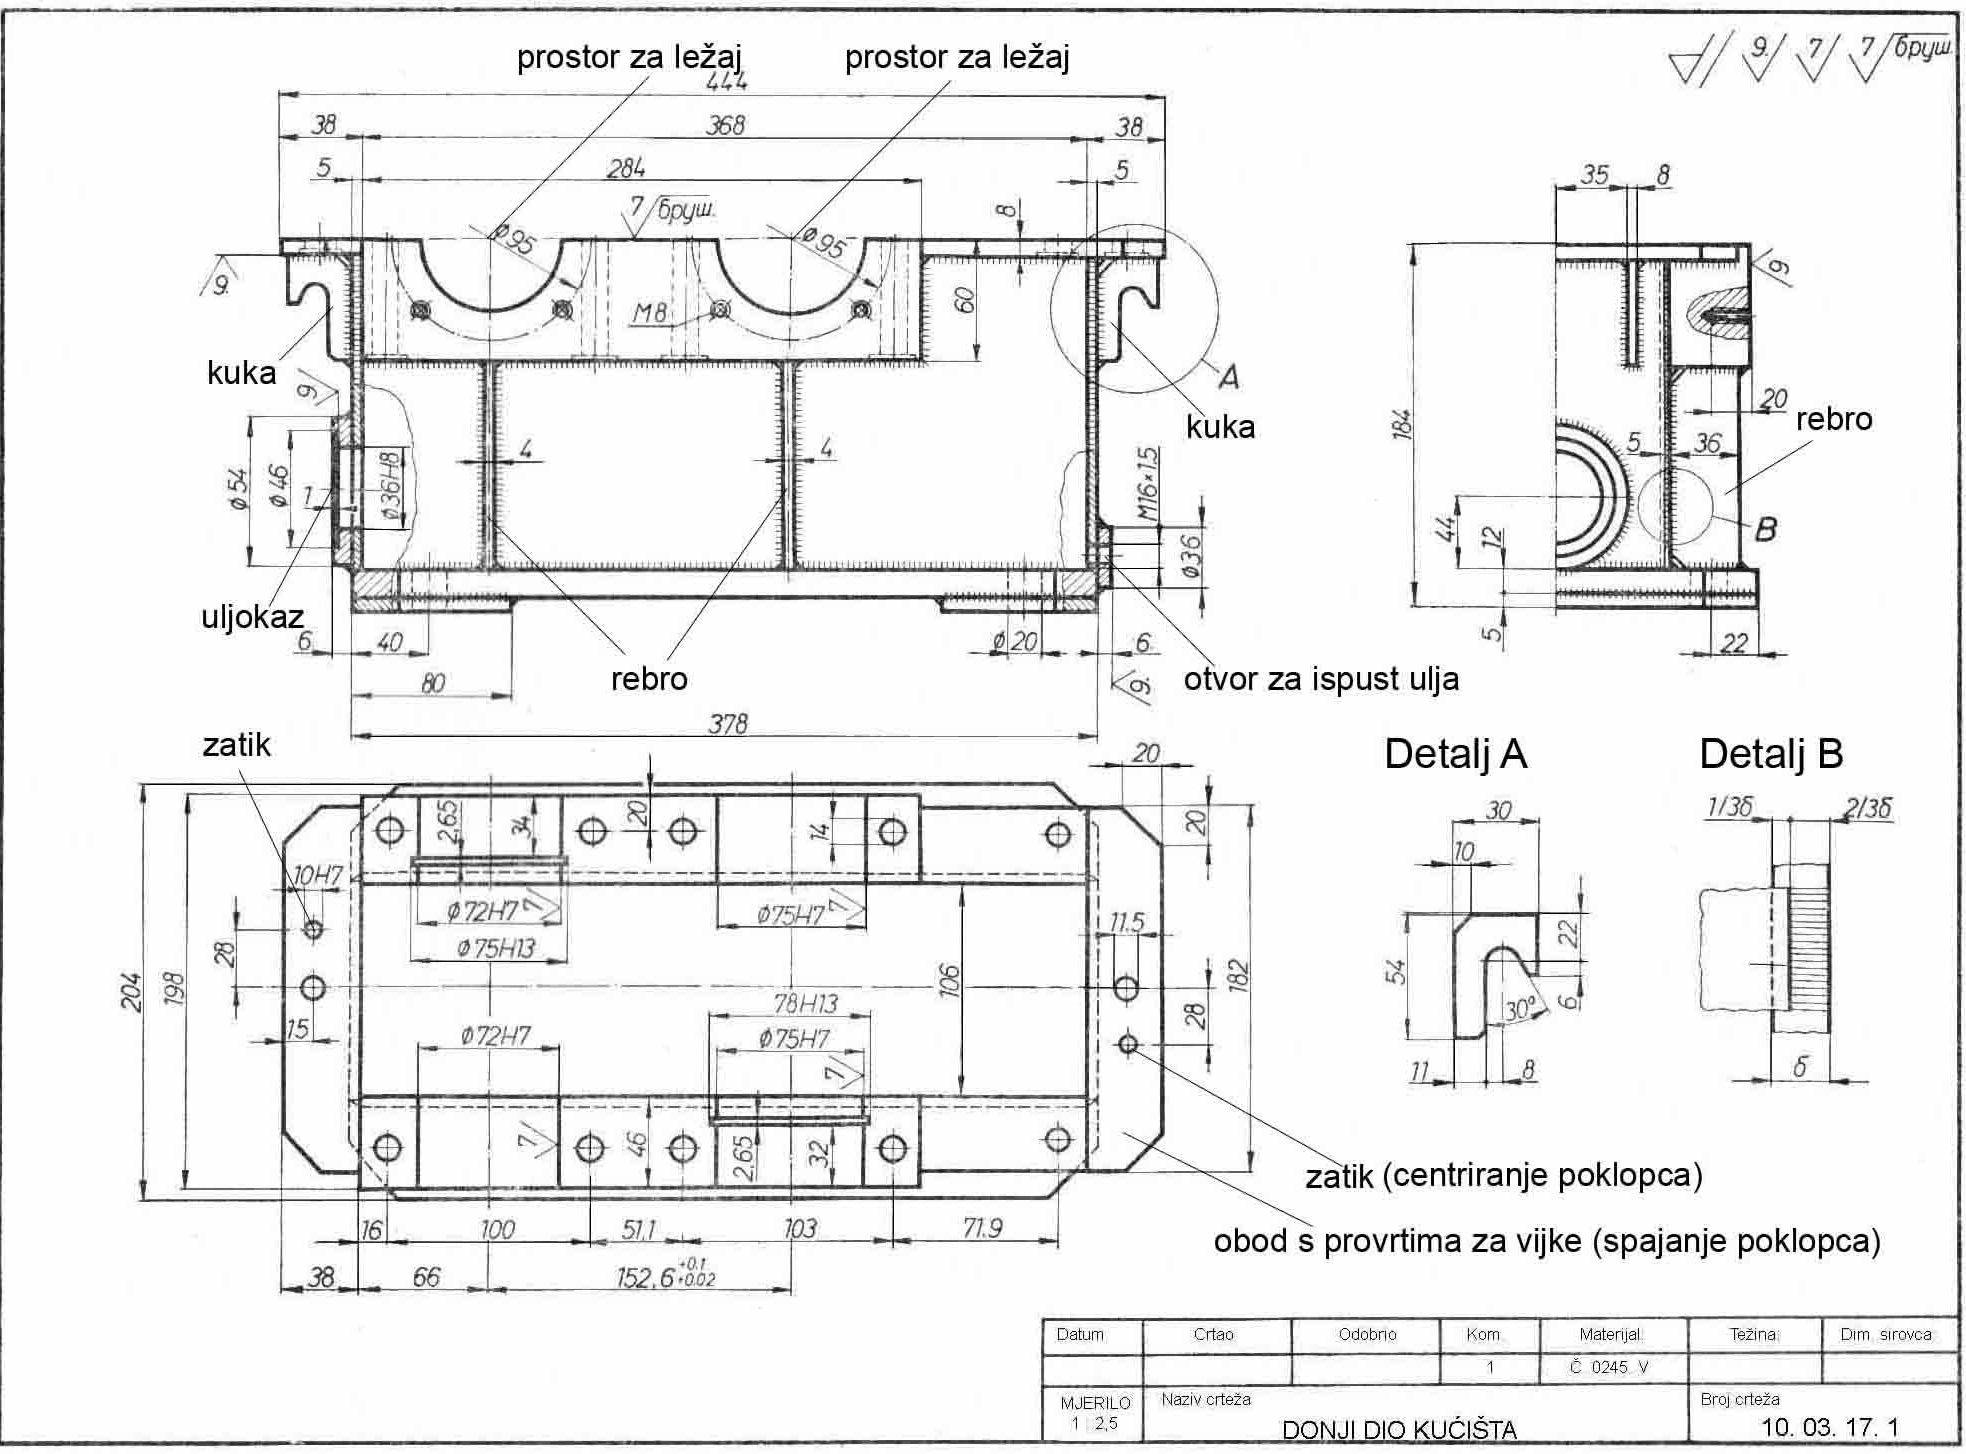 prostor za ležaj
prostor za ležaj
9 7 7 бруш.
444
38 368 38
5 284 5
35 8
7 бруш.
8
Ø95
Ø95
9
9
M8
60
kuka
A
kuka
9
184
20
rebro
5 36
4 4
Ø54
Ø46
1
Ø36H8
M16×1.5
Ø36
44
12
B
5
22
uljokaz
6 40
80
rebro
Ø20
6
9
otvor za ispust ulja
378
zatik
20
Detalj A
Detalj B
2,65
34
20
14
20
10H7
Ø72H7
7
Ø75H7
7
Ø75H13
28
204
198
15
106
11.5
182
28
78H13
Ø72H7
Ø75H7
7
7
46
2,65
32
30
10
54
22
6
30°
11
8
1/3б
2/3б
б
zatik (centriranje poklopca)
obod s provrtima za vijke (spajanje poklopca)
16 100 51,1 103 71.9
38 66 152,6 +0.1 +0.02
Datum Crtao Odobrio Kom. Materijal: Težina: Dim. sirovca
1 Č. 0245. V
MJERILO
1 : 2,5
Naziv crteža
DONJI DIO KUĆIŠTA
Broj crteža
10. 03. 17. 1